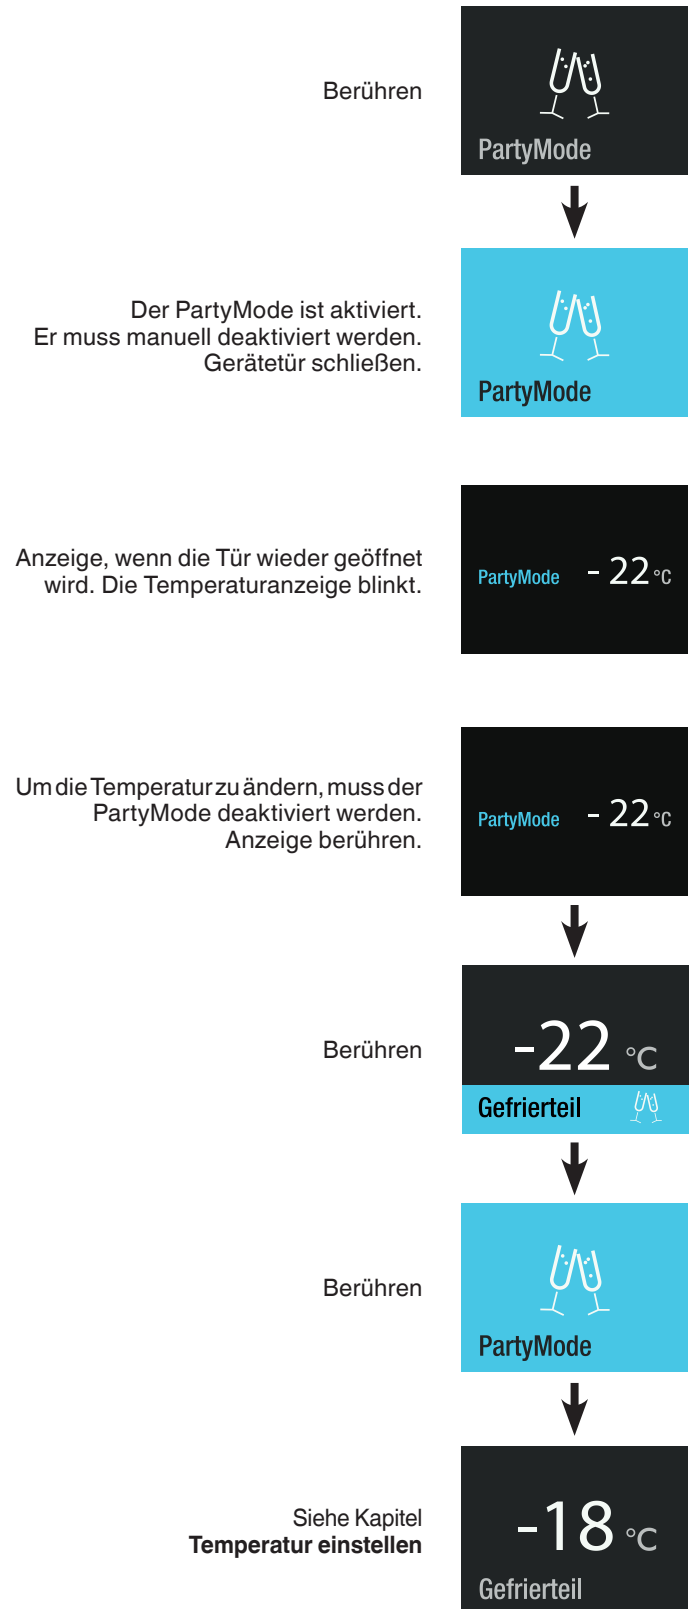 Berühren
PartyMode
Der PartyMode ist aktiviert.
Er muss manuell deaktiviert werden.
Gerätetür schließen.
PartyMode
Anzeige, wenn die Tür wieder geöffnet
wird. Die Temperaturanzeige blinkt.
PartyMode - 22 °C
Um die Temperatur zu ändern, muss der
PartyMode deaktiviert werden.
Anzeige berühren.
PartyMode - 22 °C
Berühren
-22 °C
Gefrierteil
Berühren
PartyMode
Siehe Kapitel
Temperatur einstellen
-18 °C
Gefrierteil